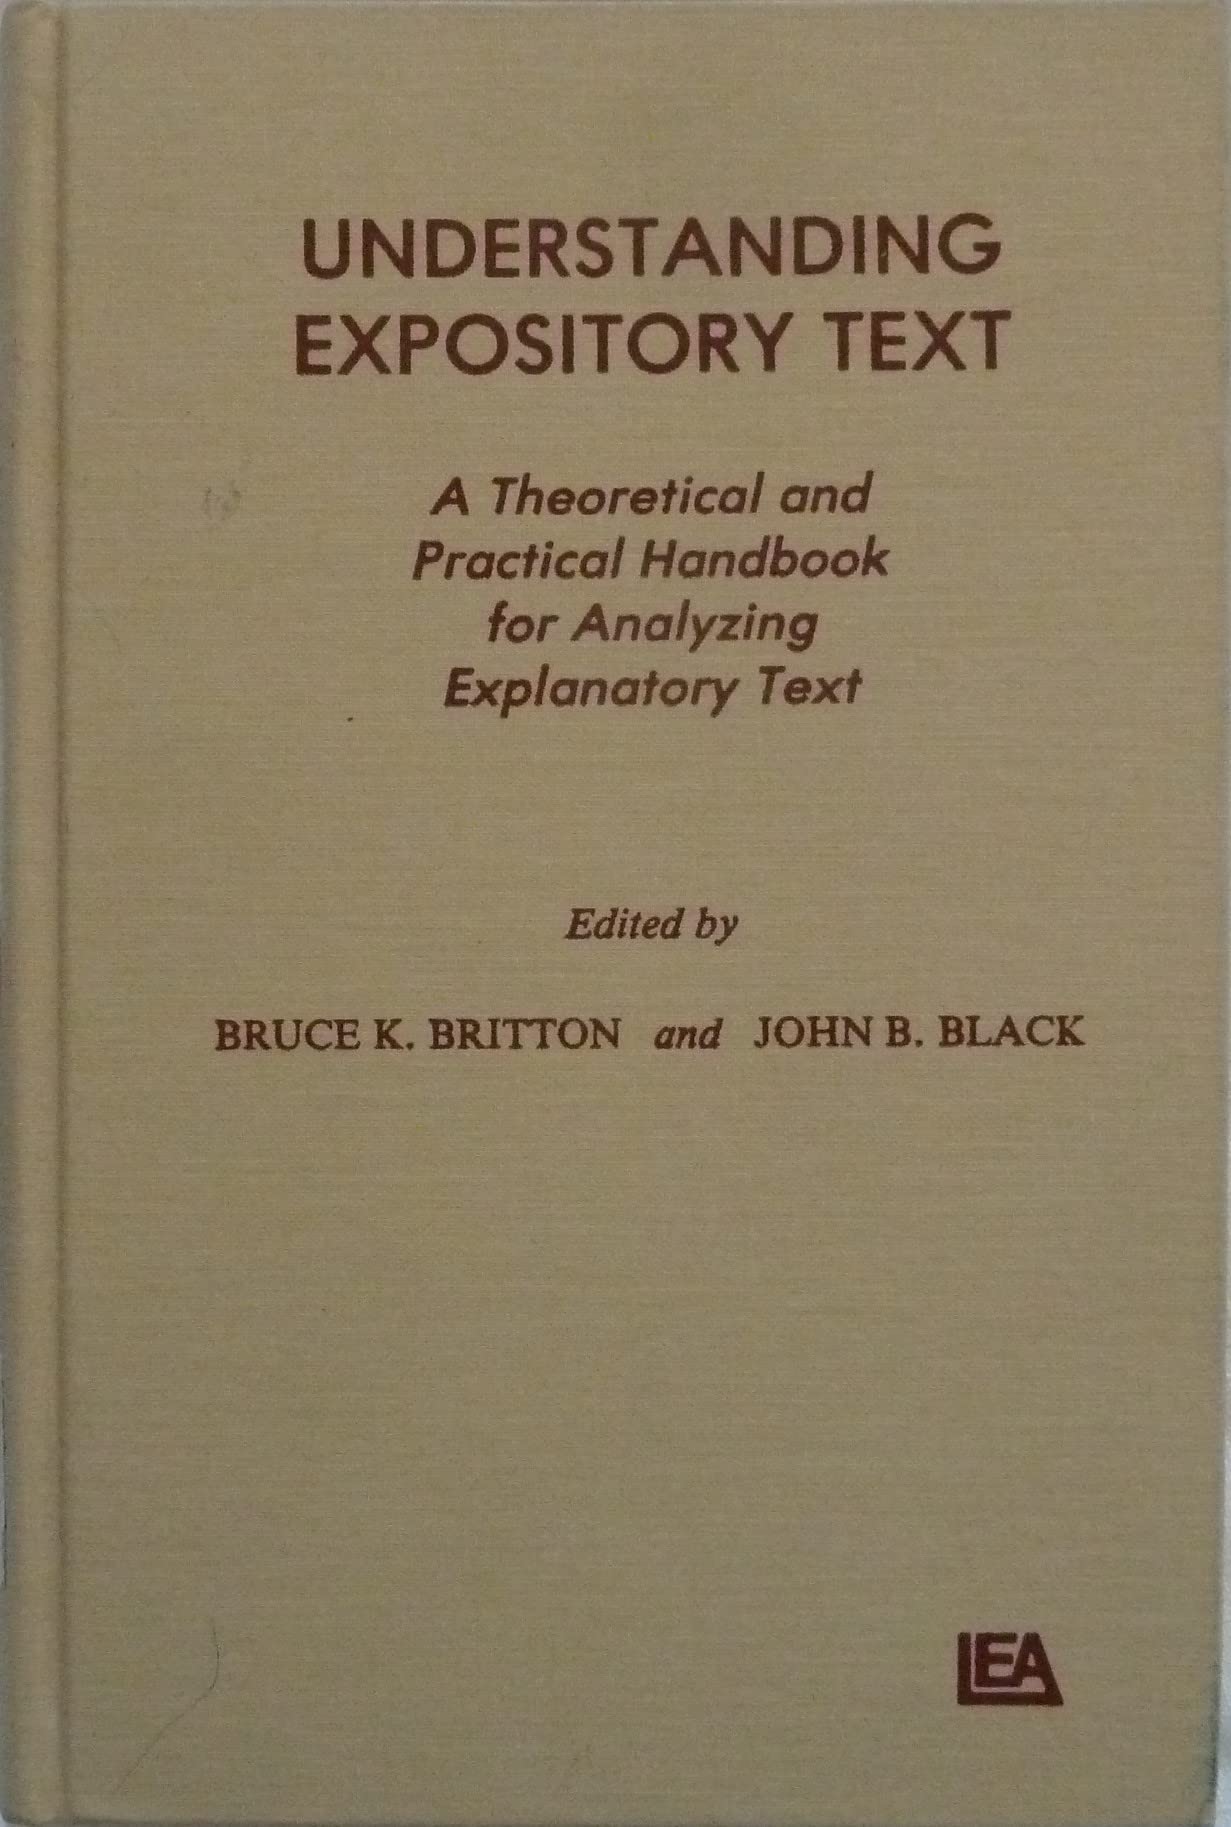 UNDERSTANDING
EXPOSITORY TEXT
A Theoretical and
Practical Handbook
for Analyzing
Explanatory Text
Edited by
BRUCE K. BRITTON and JOHN B. BLACK
LEA